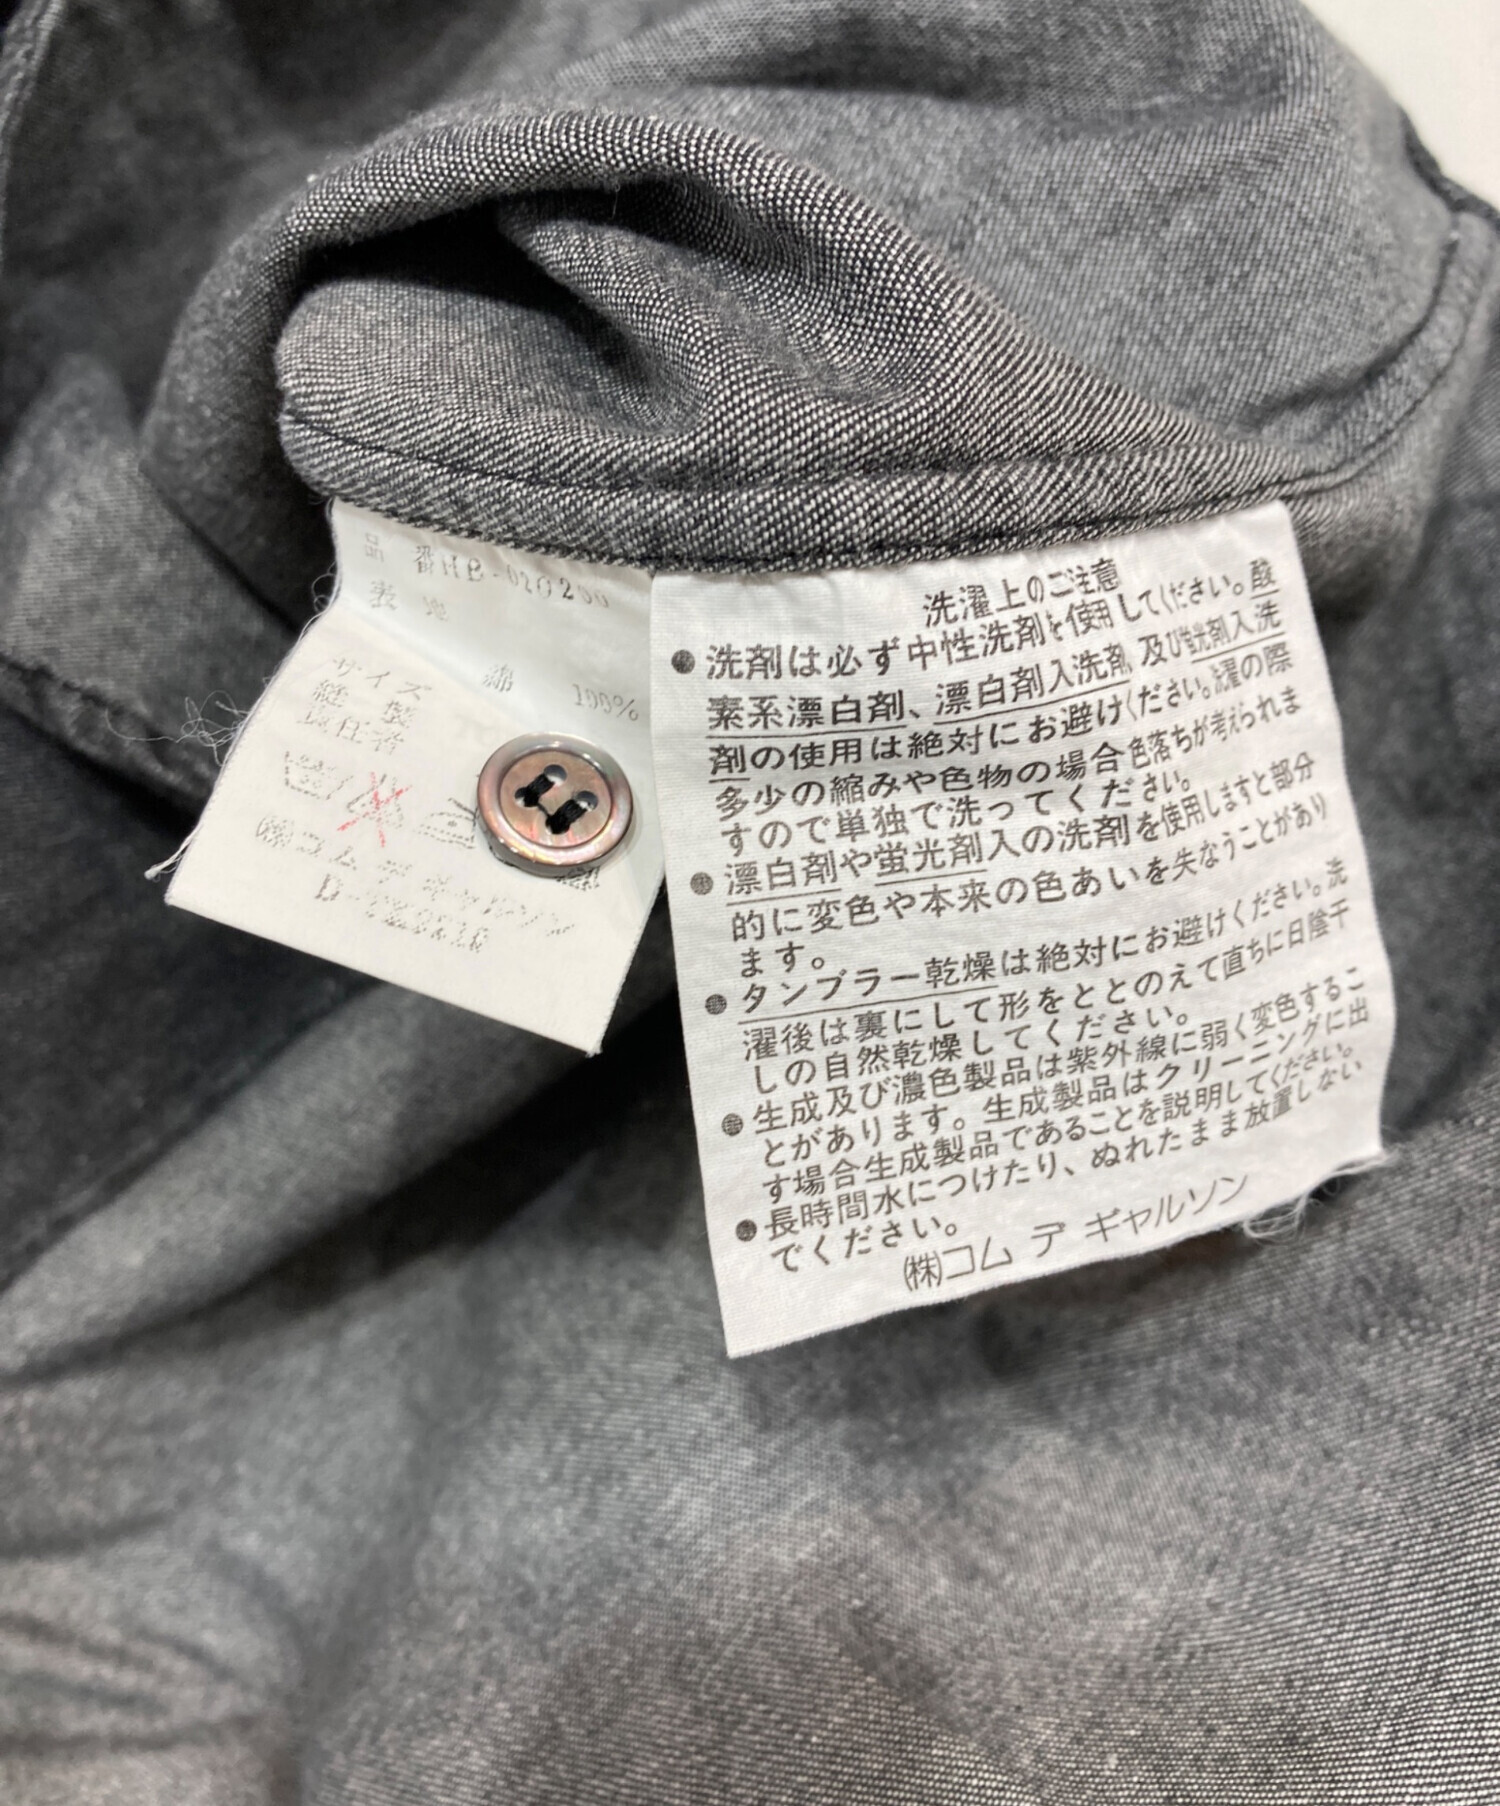 品 番HB-020200
表 地
綿 100%
サイズ
縫 製
責任者
㈱コム デ ギャルソン
洗濯上のご注意
●洗剤は必ず中性洗剤を使用してください。酸
素系漂白剤、漂白剤入洗剤、及び蛍光剤入洗
剤の使用は絶対にお避けください。洗濯の際
多少の縮みや色物の場合色落ちが考えられま
すので単独で洗ってください。
●漂白剤や蛍光剤入の洗剤を使用しますと部分
的に変色や本来の色あいを失なうことがあり
ます。
●タンブラー乾燥は絶対にお避けください。洗
濯後は裏にして形をととのえて直ちに日陰干
しの自然乾燥してください。
●生成及び濃色製品は紫外線に弱く変色するこ
とがあります。生成製品はクリーニングに出
す場合生成製品であることを説明してください。
●長時間水につけたり、ぬれたまま放置しない
でください。
㈱コム デ ギャルソン